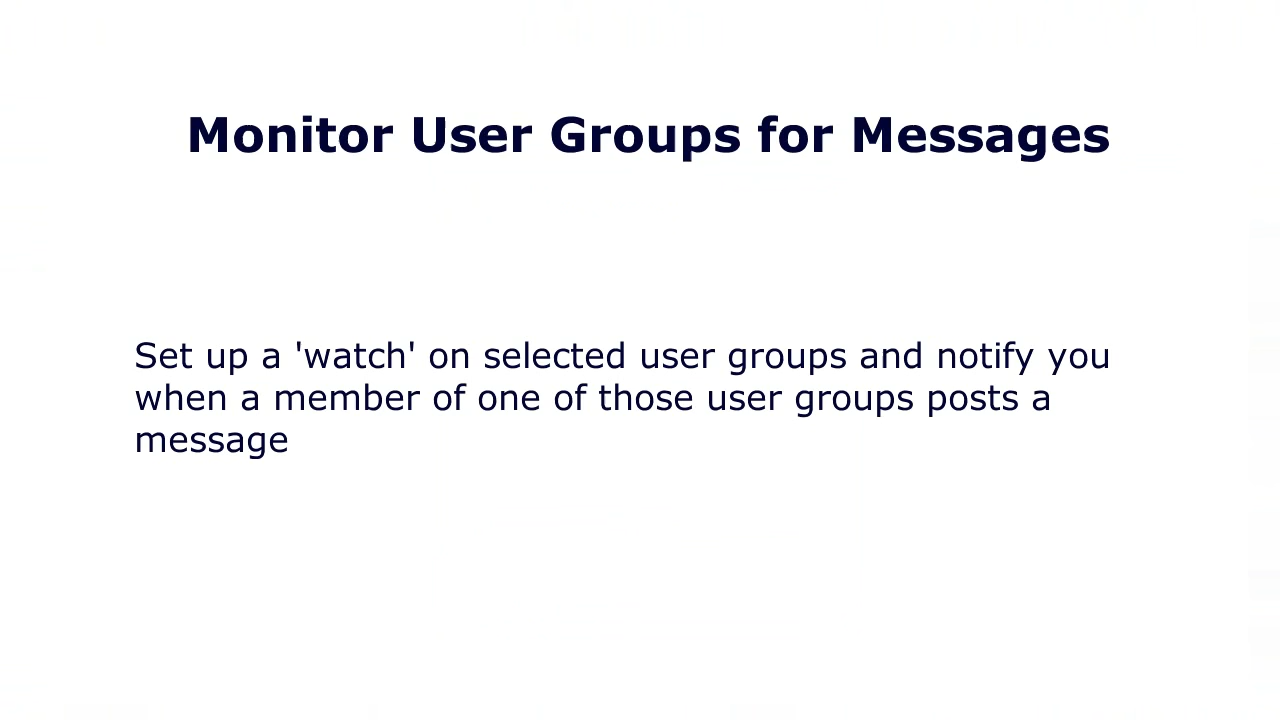 Monitor User Groups for Messages
Set up a 'watch' on selected user groups and notify you
when a member of one of those user groups posts a
message